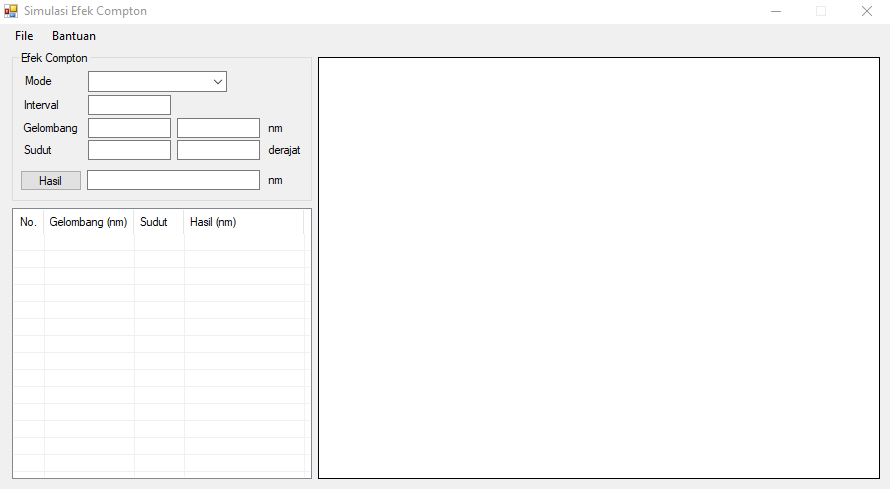 Simulasi Efek Compton
File Bantuan
Efek Compton
Mode
Interval
Gelombang nm
Sudut derajat
Hasil nm
No. Gelombang (nm) Sudut Hasil (nm)